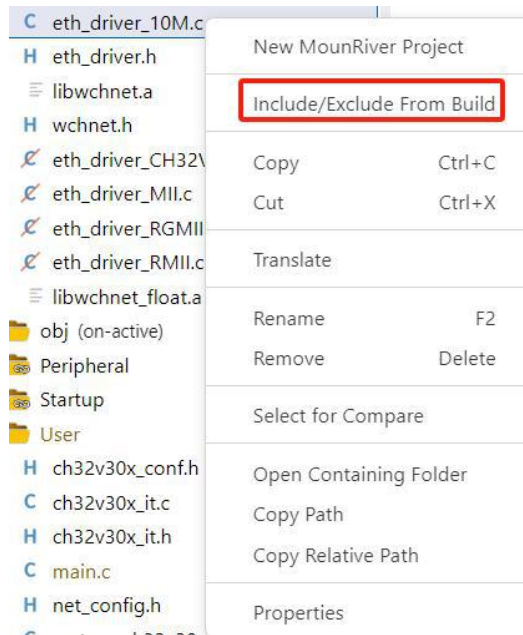 eth_driver_10M.c
eth_driver.h
libwchnet.a
wchnet.h
eth_driver_CH32V
eth_driver_MII.c
eth_driver_RGMII
eth_driver_RMII.c
libwchnet_float.a
obj (on-active)
Peripheral
Startup
User
ch32v30x_conf.h
ch32v30x_it.c
ch32v30x_it.h
main.c
net_config.h
New MounRiver Project
Include/Exclude From Build
Copy Ctrl+C
Cut Ctrl+X
Translate
Rename F2
Remove Delete
Select for Compare
Open Containing Folder
Copy Path
Copy Relative Path
Properties